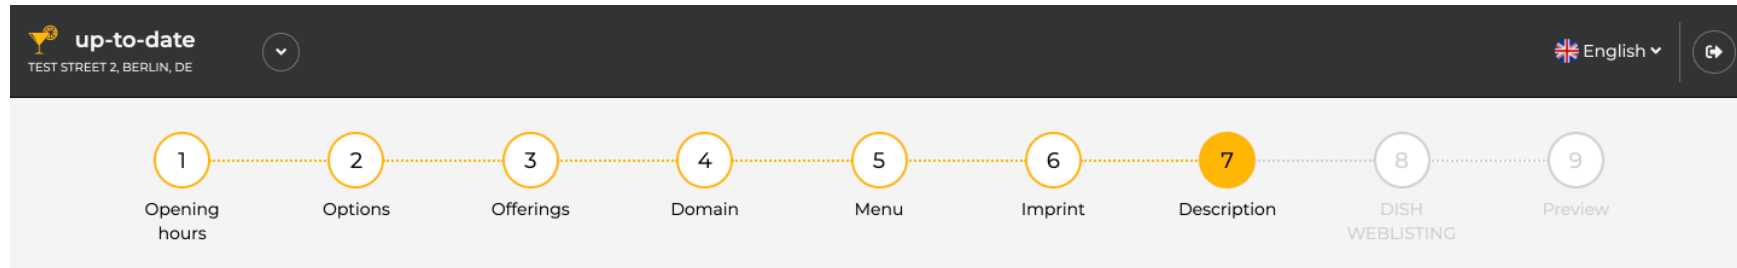 up-to-date
TEST STREET 2, BERLIN, DE
English
1
2
3
4
5
6
7
8
9
Opening
hours
Options
Offerings
Domain
Menu
Imprint
Description
DISH
WEBLISTING
Preview